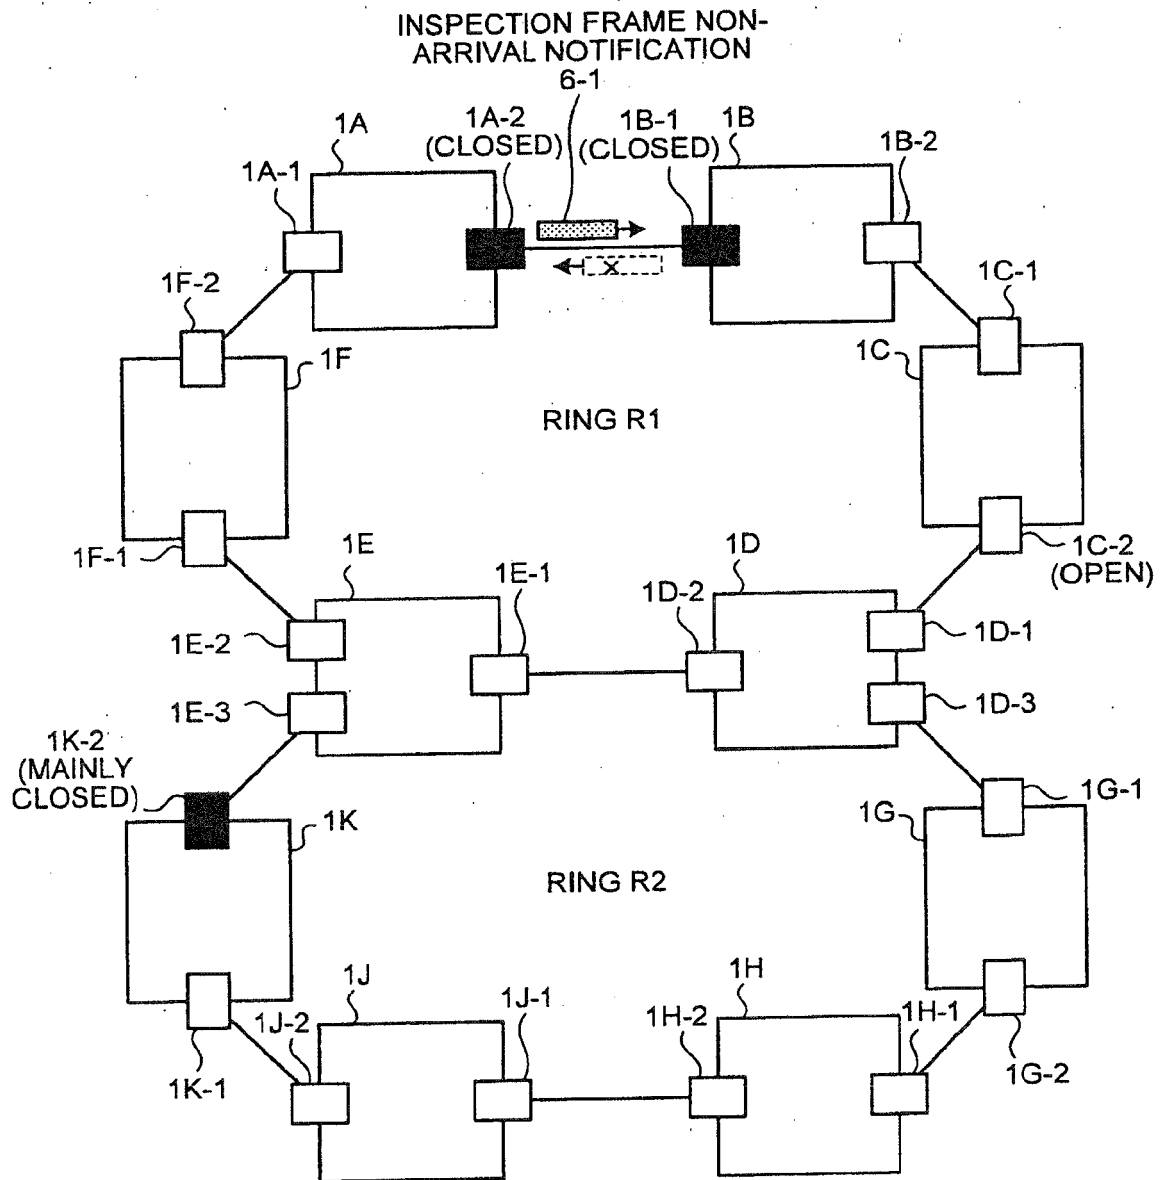 INSPECTION FRAME NON-
ARRIVAL NOTIFICATION
6-1
1A
1A-2
(CLOSED)
1B-1
(CLOSED)
1B
1A-1
1B-2
1F-2
1C-1
1F
1C
RING R1
1F-1
1E
1E-1
1D-2
1D
1C-2
(OPEN)
1E-2
1D-1
1E-3
1D-3
1K-2
(MAINLY
CLOSED)
1G-1
1K
1G
RING R2
1J
1J-1
1H
1J-2
1H-2
1H-1
1K-1
1G-2